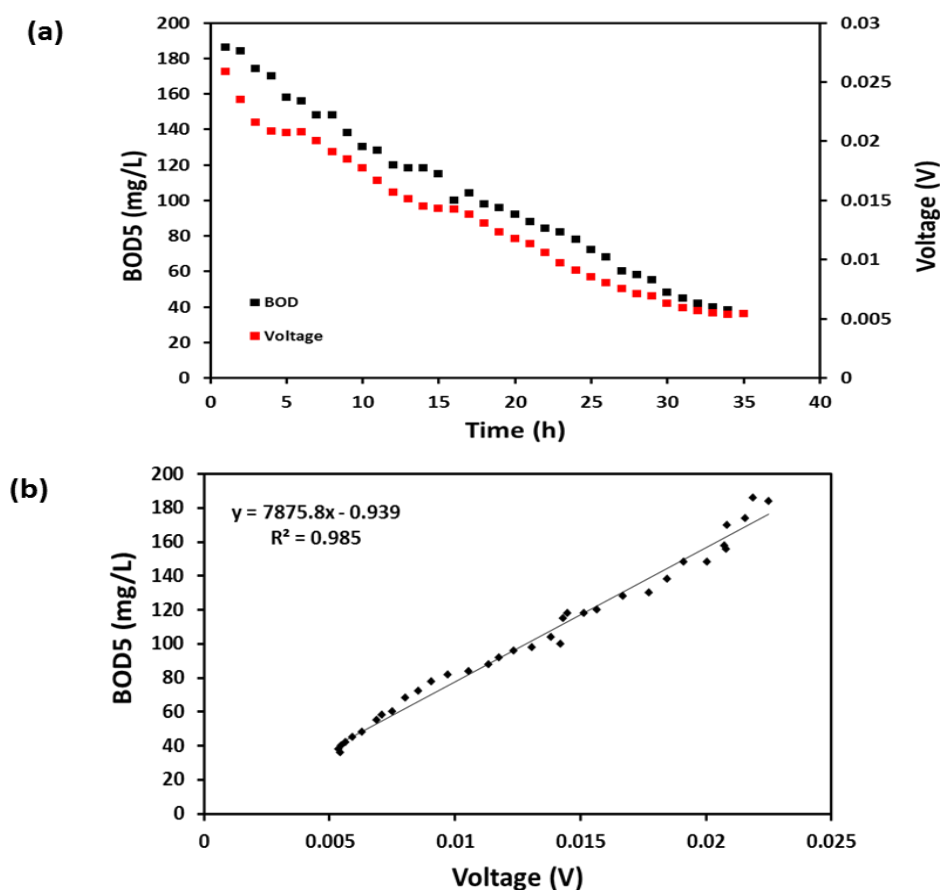 (a)
200
180
160
140
120
100
80
60
40
20
0
BOD5 (mg/L)
BOD
Voltage
0.03
0.025
0.02
0.015
0.01
0.005
0
Voltage (V)
0 5 10 15 20 25 30 35 40
Time (h)
(b)
200
180
160
140
120
100
80
60
40
20
0
BOD5 (mg/L)
y = 7875.8x - 0.939
R² = 0.985
0 0.005 0.01 0.015 0.02 0.025
Voltage (V)